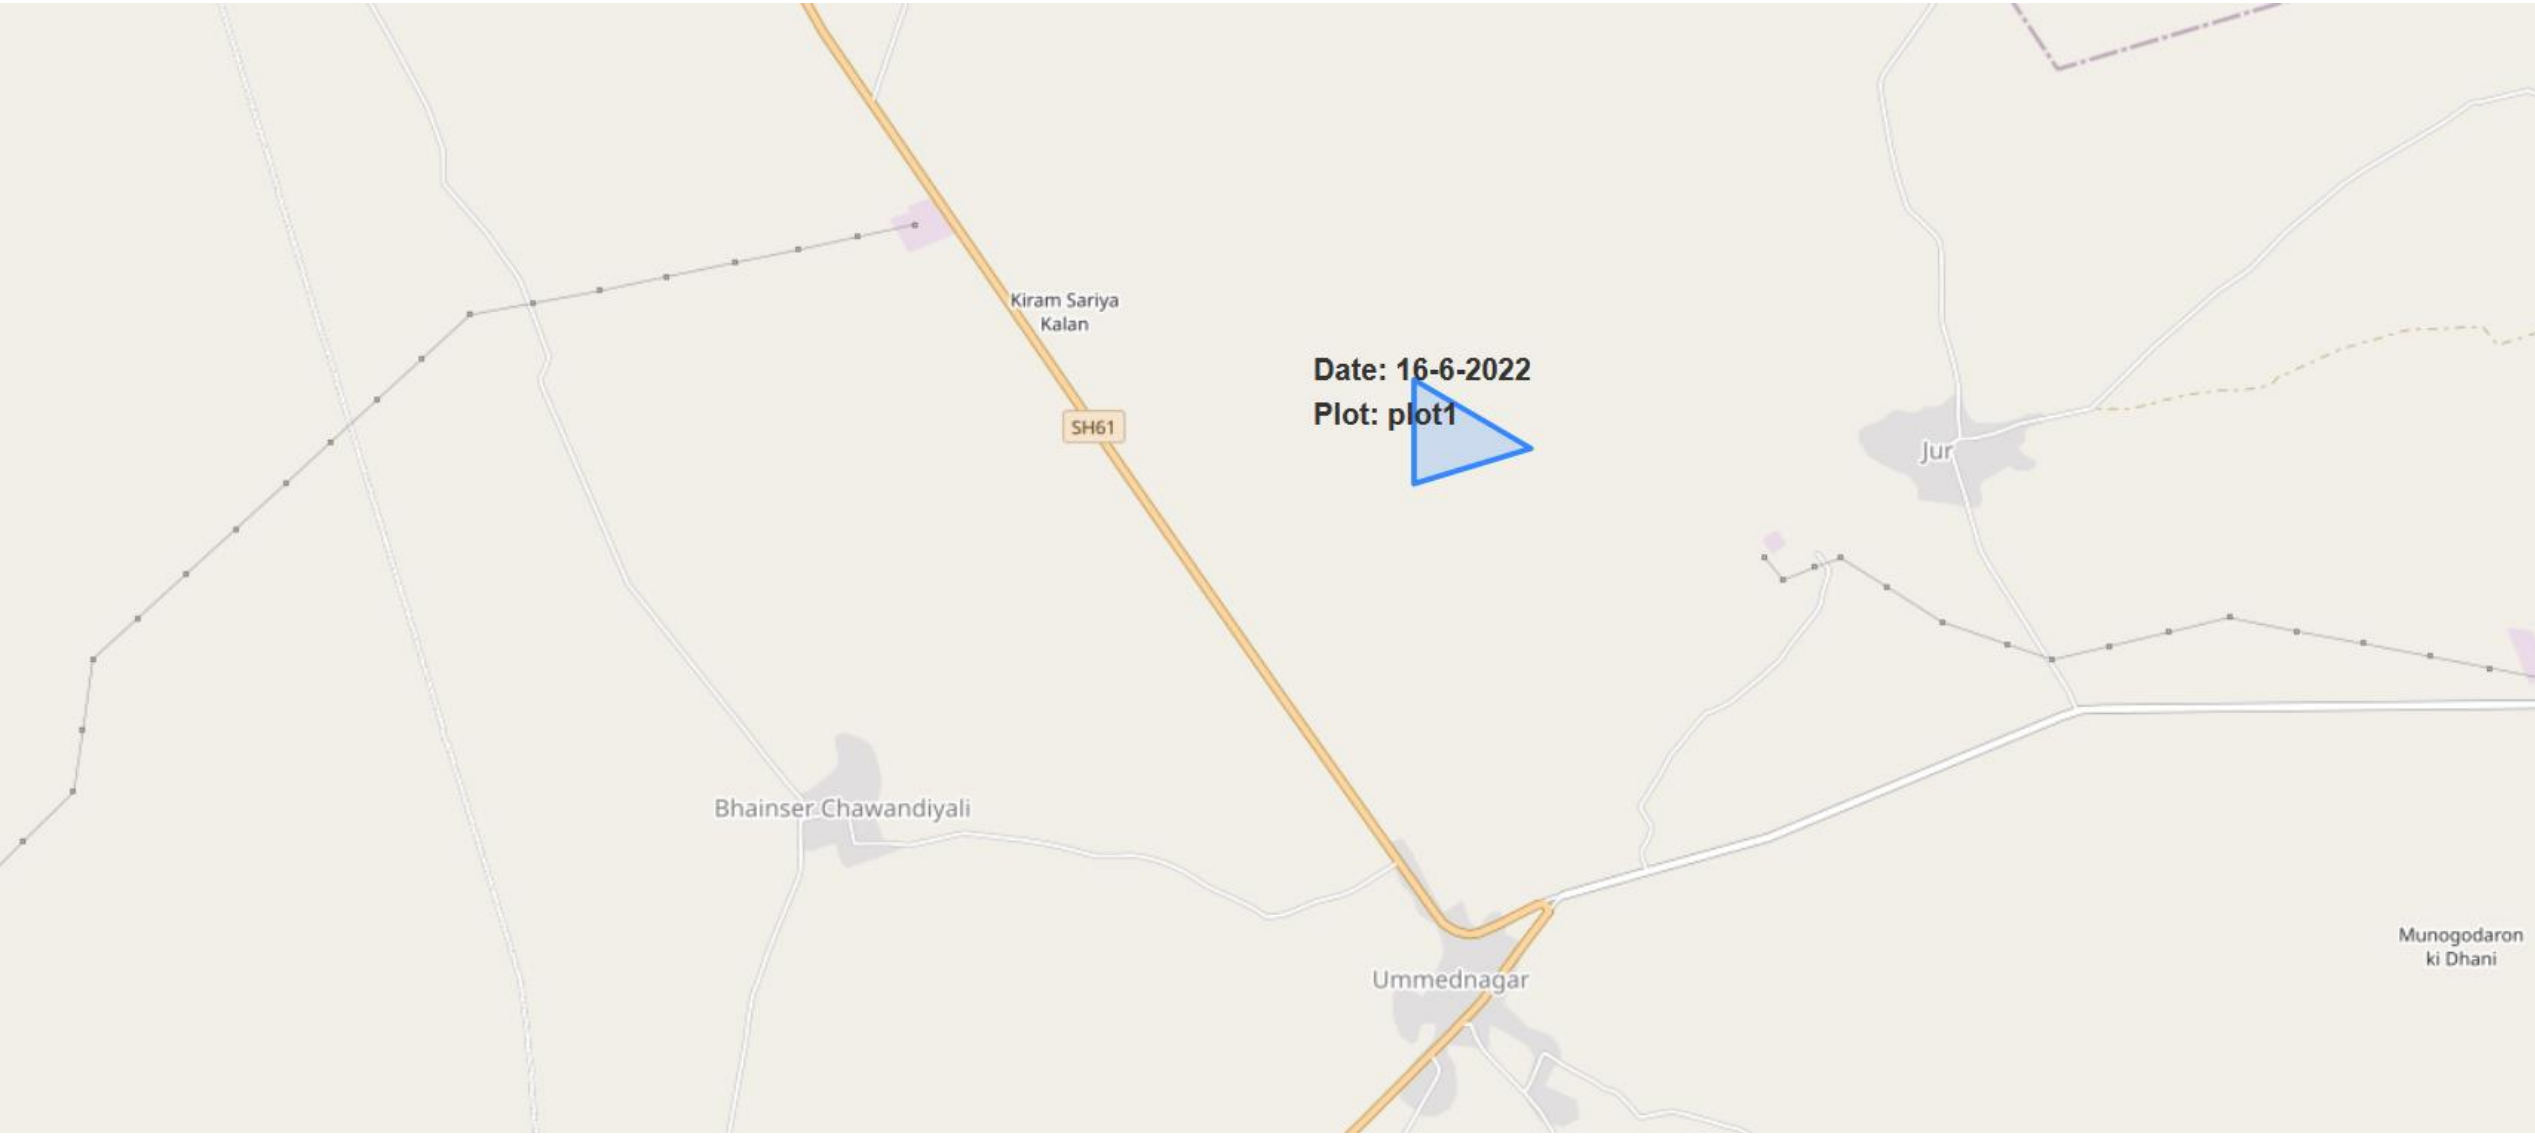 Kiram Sariya
Kalan
Date: 16-6-2022
Plot: plot1
SH61
Jur
Bhainser Chawandiyali
Munogodaron
ki Dhani
Ummednagar